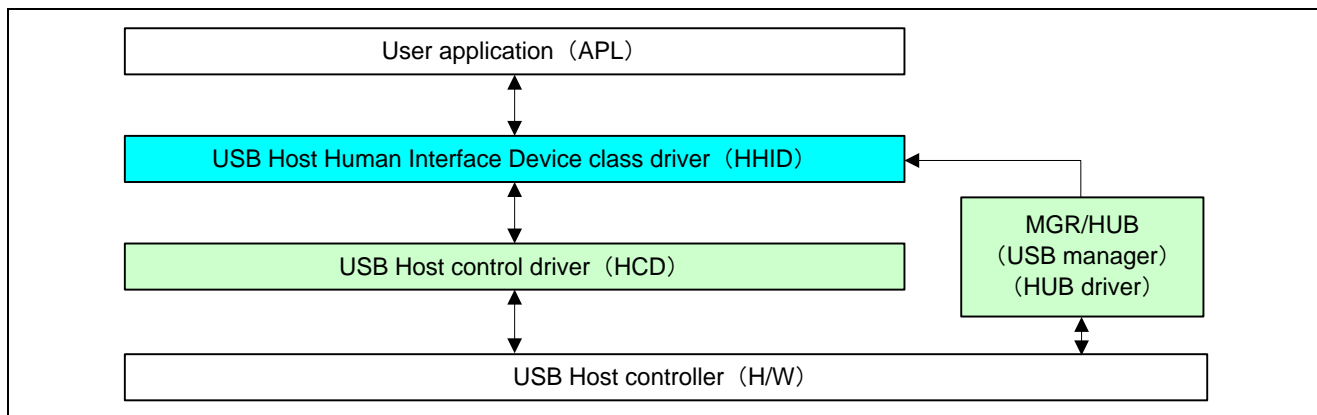 User application（APL）
USB Host Human Interface Device class driver（HHID）
MGR/HUB
（USB manager）
（HUB driver）
USB Host control driver（HCD）
USB Host controller（H/W）